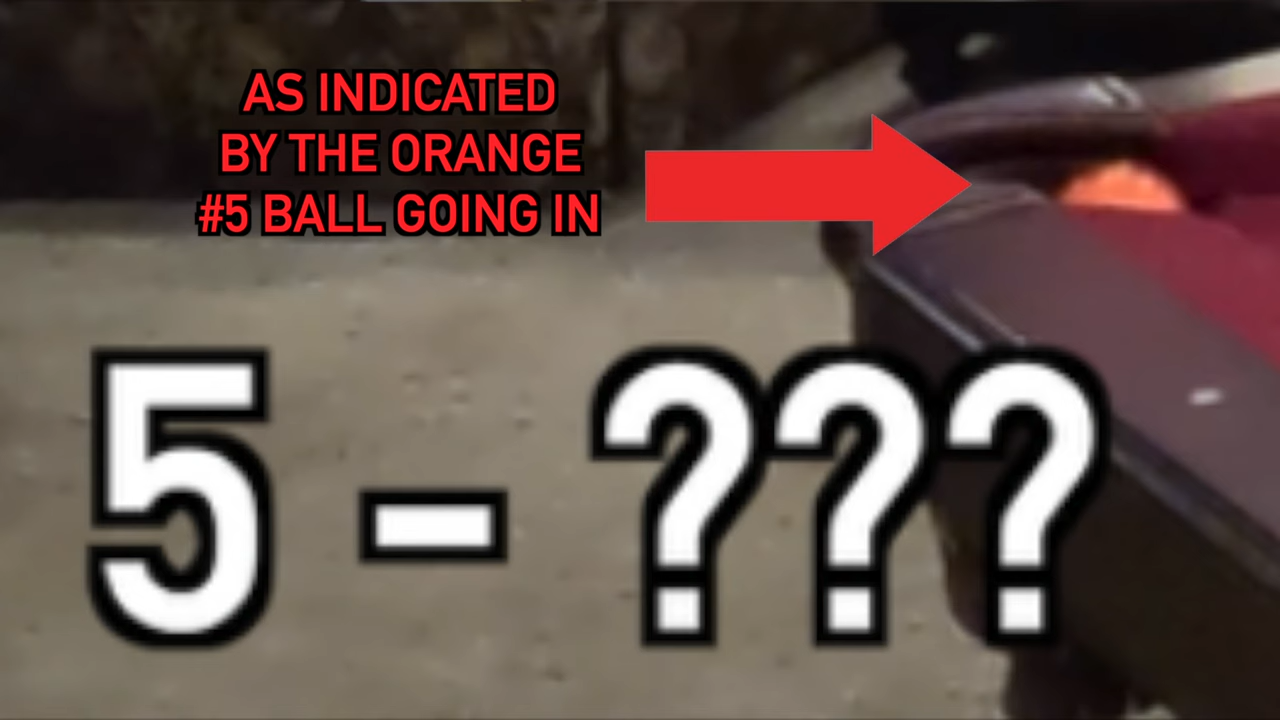 AS INDICATED
BY THE ORANGE
#5 BALL GOING IN
5 - ???